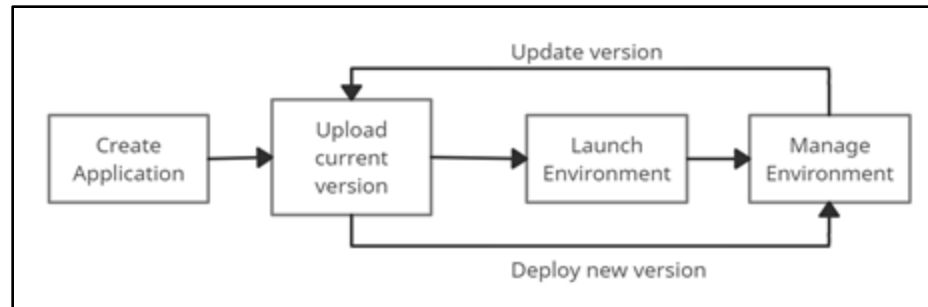 Update version
Create
Application
Upload
current
version
Launch
Environment
Manage
Environment
Deploy new version